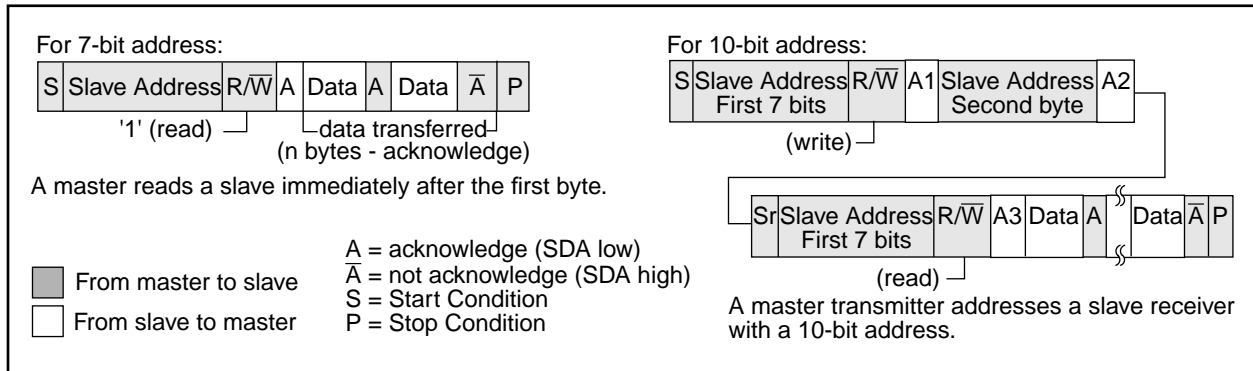 For 7-bit address:
S Slave Address R/W̅ A Data A Data A̅ P
'1' (read) data transferred
(n bytes - acknowledge)
A master reads a slave immediately after the first byte.
From master to slave
From slave to master
A = acknowledge (SDA low)
A̅ = not acknowledge (SDA high)
S = Start Condition
P = Stop Condition
For 10-bit address:
S Slave Address R/W̅ A1 Slave Address A2
First 7 bits Second byte
(write)
Sr Slave Address R/W̅ A3 Data A Data A̅ P
First 7 bits
(read)
A master transmitter addresses a slave receiver
with a 10-bit address.